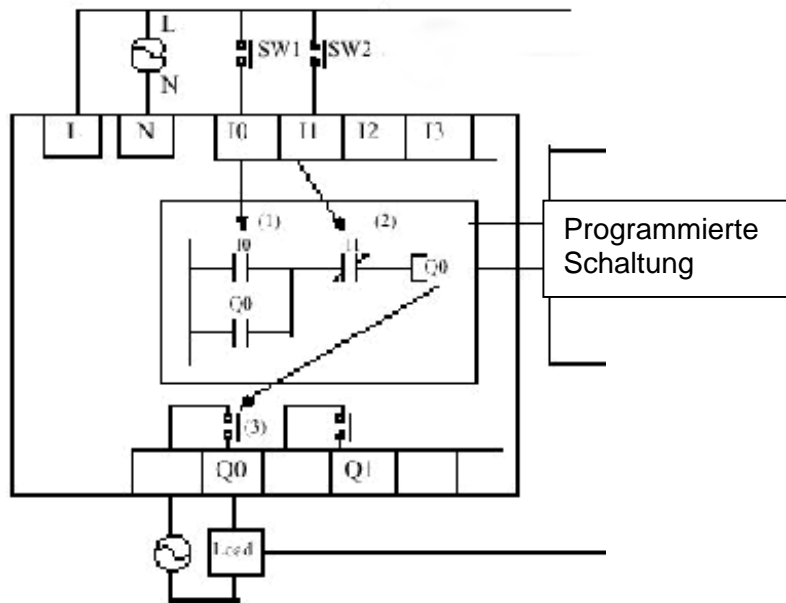 L
SW1 SW2
N
L N I0 I1 I2 I3
(1) (2)
I0 I1
Q0
Q0
Programmierte
Schaltung
(3)
Q0 Q1
Load